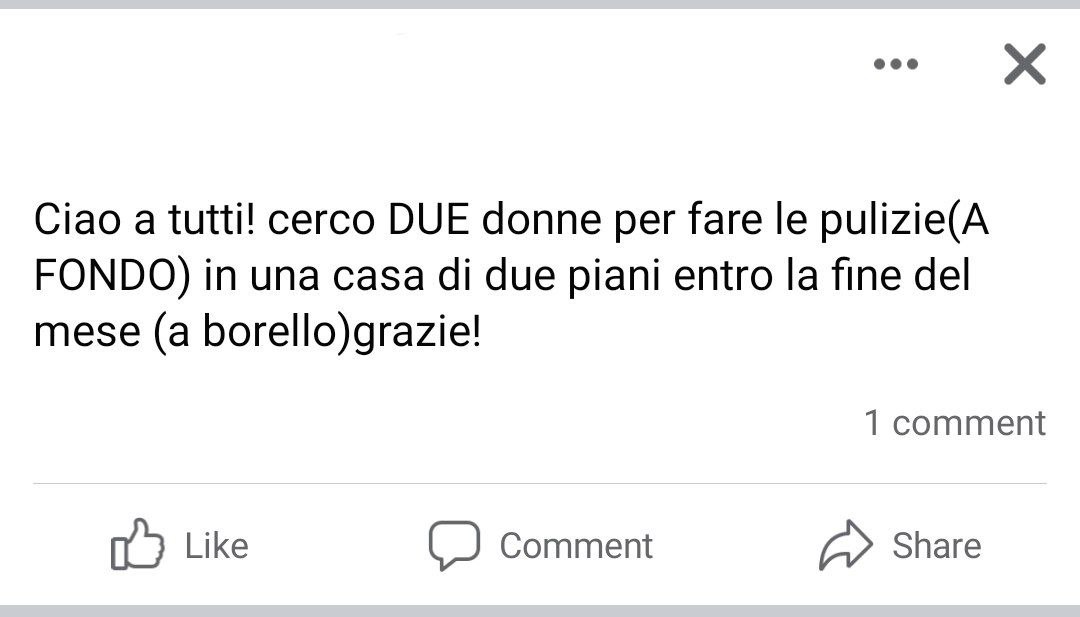 Ciao a tutti! cerco DUE donne per fare le pulizie(A
FONDO) in una casa di due piani entro la fine del
mese (a borello)grazie!
1 comment
Like
Comment
Share